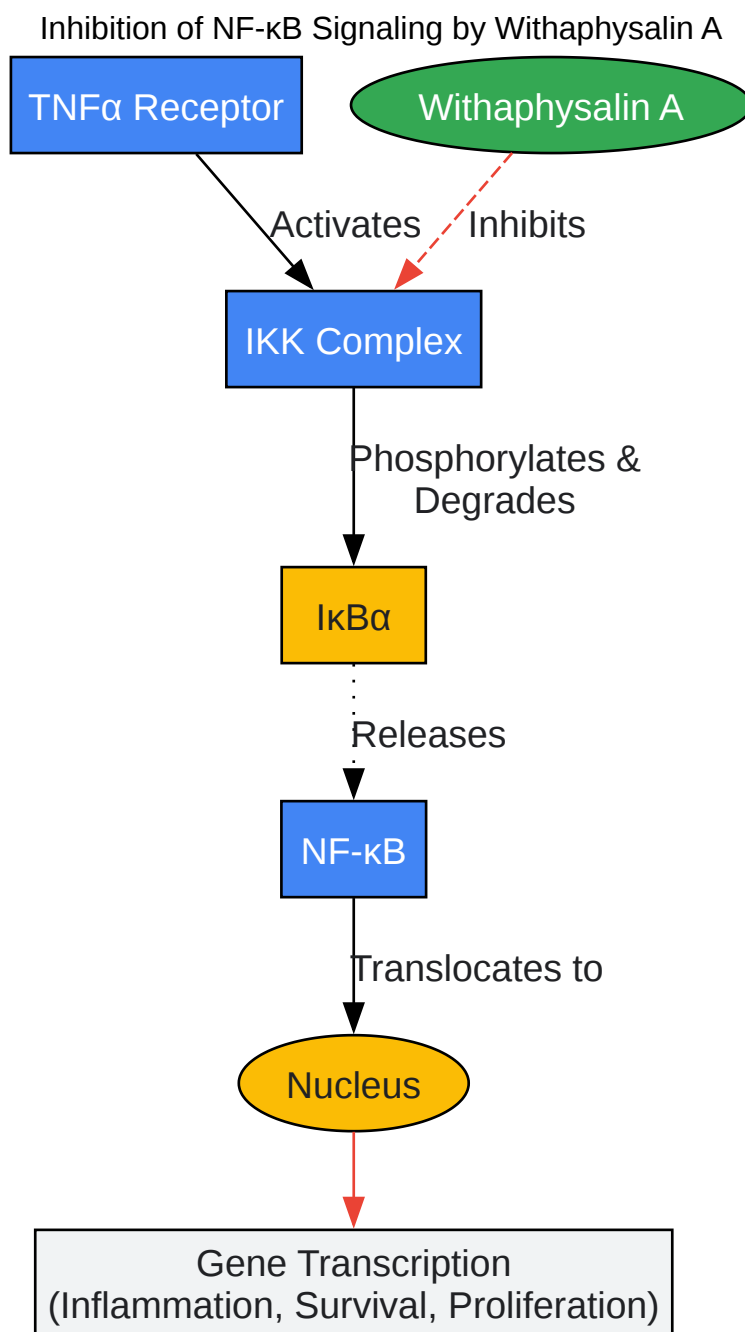 Inhibition of NF-κB Signaling by Withaphysalin A
TNFα Receptor
Withaphysalin A
Activates
Inhibits
IKK Complex
Phosphorylates &
Degrades
IκBα
Releases
NF-κB
Translocates to
Nucleus
Gene Transcription
(Inflammation, Survival, Proliferation)